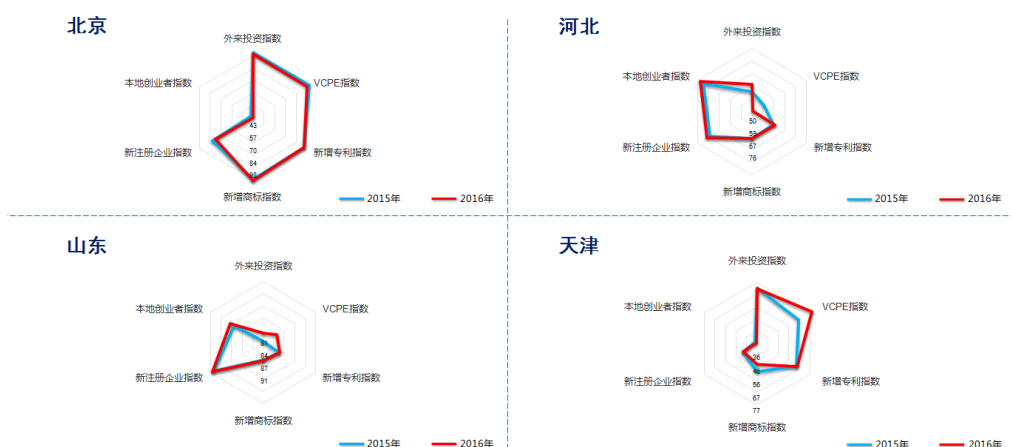 北京
外来投资指数
VCPE指数
新增专利指数
新增商标指数
新注册企业指数
本地创业者指数
43
57
70
84
2015年
2016年
河北
外来投资指数
VCPE指数
新增专利指数
新增商标指数
新注册企业指数
本地创业者指数
50
67
76
2015年
2016年
山东
外来投资指数
VCPE指数
新增专利指数
新增商标指数
新注册企业指数
本地创业者指数
84
87
91
2015年
2016年
天津
外来投资指数
VCPE指数
新增专利指数
新增商标指数
新注册企业指数
本地创业者指数
36
56
67
77
2015年
2016年